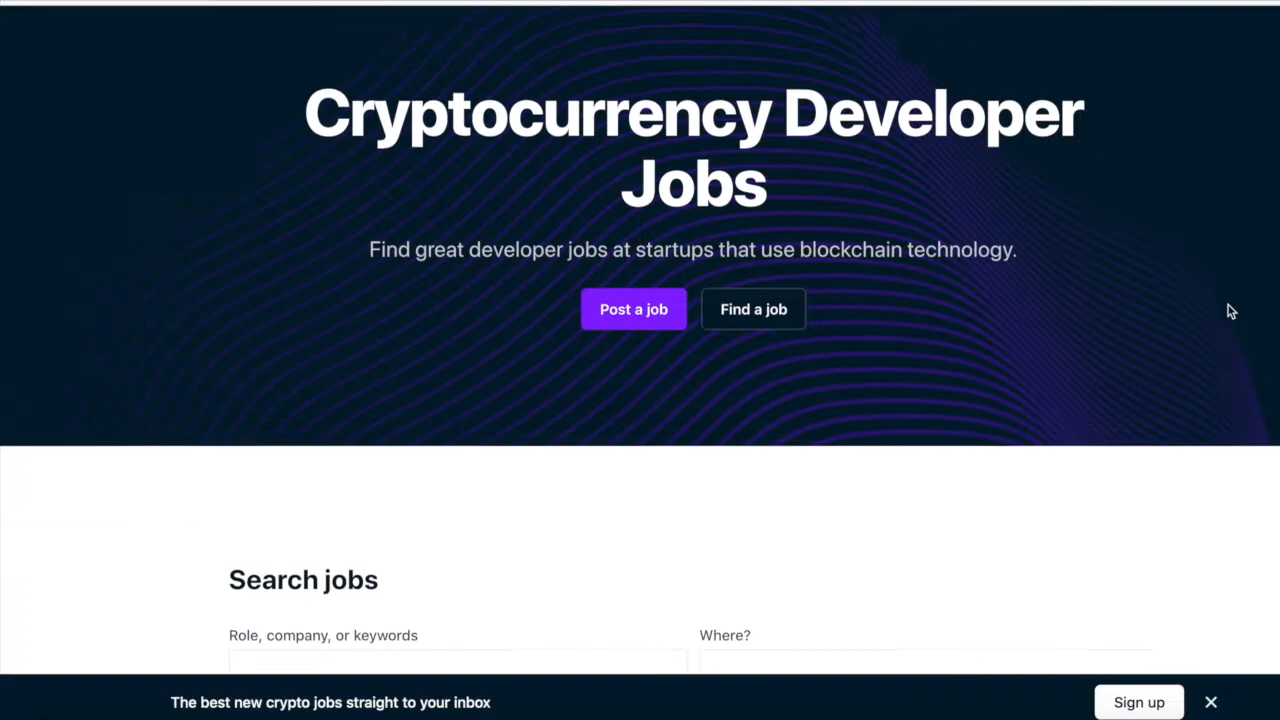 Cryptocurrency Developer
Jobs
Find great developer jobs at startups that use blockchain technology.
Post a job
Find a job
Search jobs
Role, company, or keywords
Where?
The best new crypto jobs straight to your inbox
Sign up